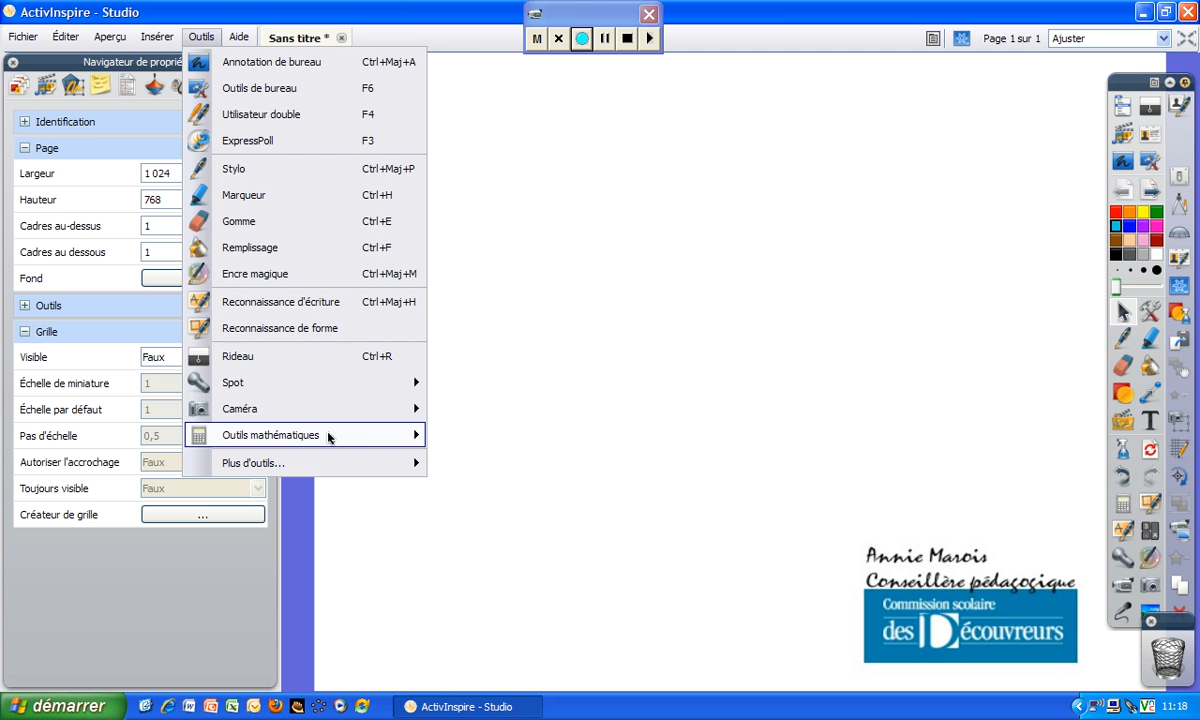 ActivInspire - Studio
Fichier Éditer Aperçu Insérer Outils Aide Sans titre *
M
Page 1 sur 1 Ajuster
Navigateur de proprié
Identification
Page
Largeur 1 024
Hauteur 768
Cadres au-dessus 1
Cadres au dessous 1
Fond
Outils
Grille
Visible Faux
Échelle de miniature 1
Échelle par défaut 1
Pas d'échelle 0,5
Autoriser l'accrochage Faux
Toujours visible Faux
Créateur de grille ...
Annotation de bureau Ctrl+Maj+A
Outils de bureau F6
Utilisateur double F4
ExpressPoll F3
Stylo Ctrl+Maj+P
Marqueur Ctrl+H
Gomme Ctrl+E
Remplissage Ctrl+F
Encre magique Ctrl+Maj+M
Reconnaissance d'écriture Ctrl+Maj+H
Reconnaissance de forme
Rideau Ctrl+R
Spot
Caméra
Outils mathématiques
Plus d'outils...
Annie Marois
Conseillère pédagogique
Commission scolaire
des Découvreurs
démarrer
ActivInspire - Studio
11:18